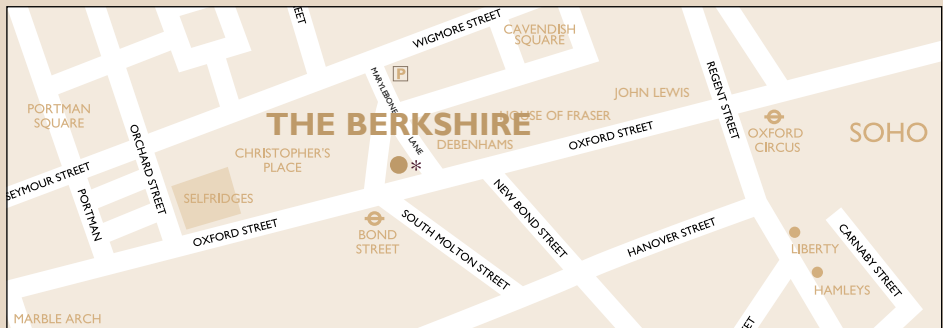 ET
WIGMORE STREET
CAVENDISH
SQUARE
P
MARYLEBONE
LANE
REGENT STREET
JOHN LEWIS
PORTMAN
SQUARE
ORCHARD STREET
THE BERKSHIRE
HOUSE OF FRASER
OXFORD STREET
OXFORD
CIRCUS
SOHO
CHRISTOPHER'S
PLACE
DEBENHAMS
*
SEYMOUR STREET
PORTMAN
SELFRIDGES
OXFORD STREET
BOND
STREET
SOUTH MOLTON STREET
NEW BOND STREET
HANOVER STREET
LIBERTY
CARNABY STREET
HAMLEYS
MARBLE ARCH
EET